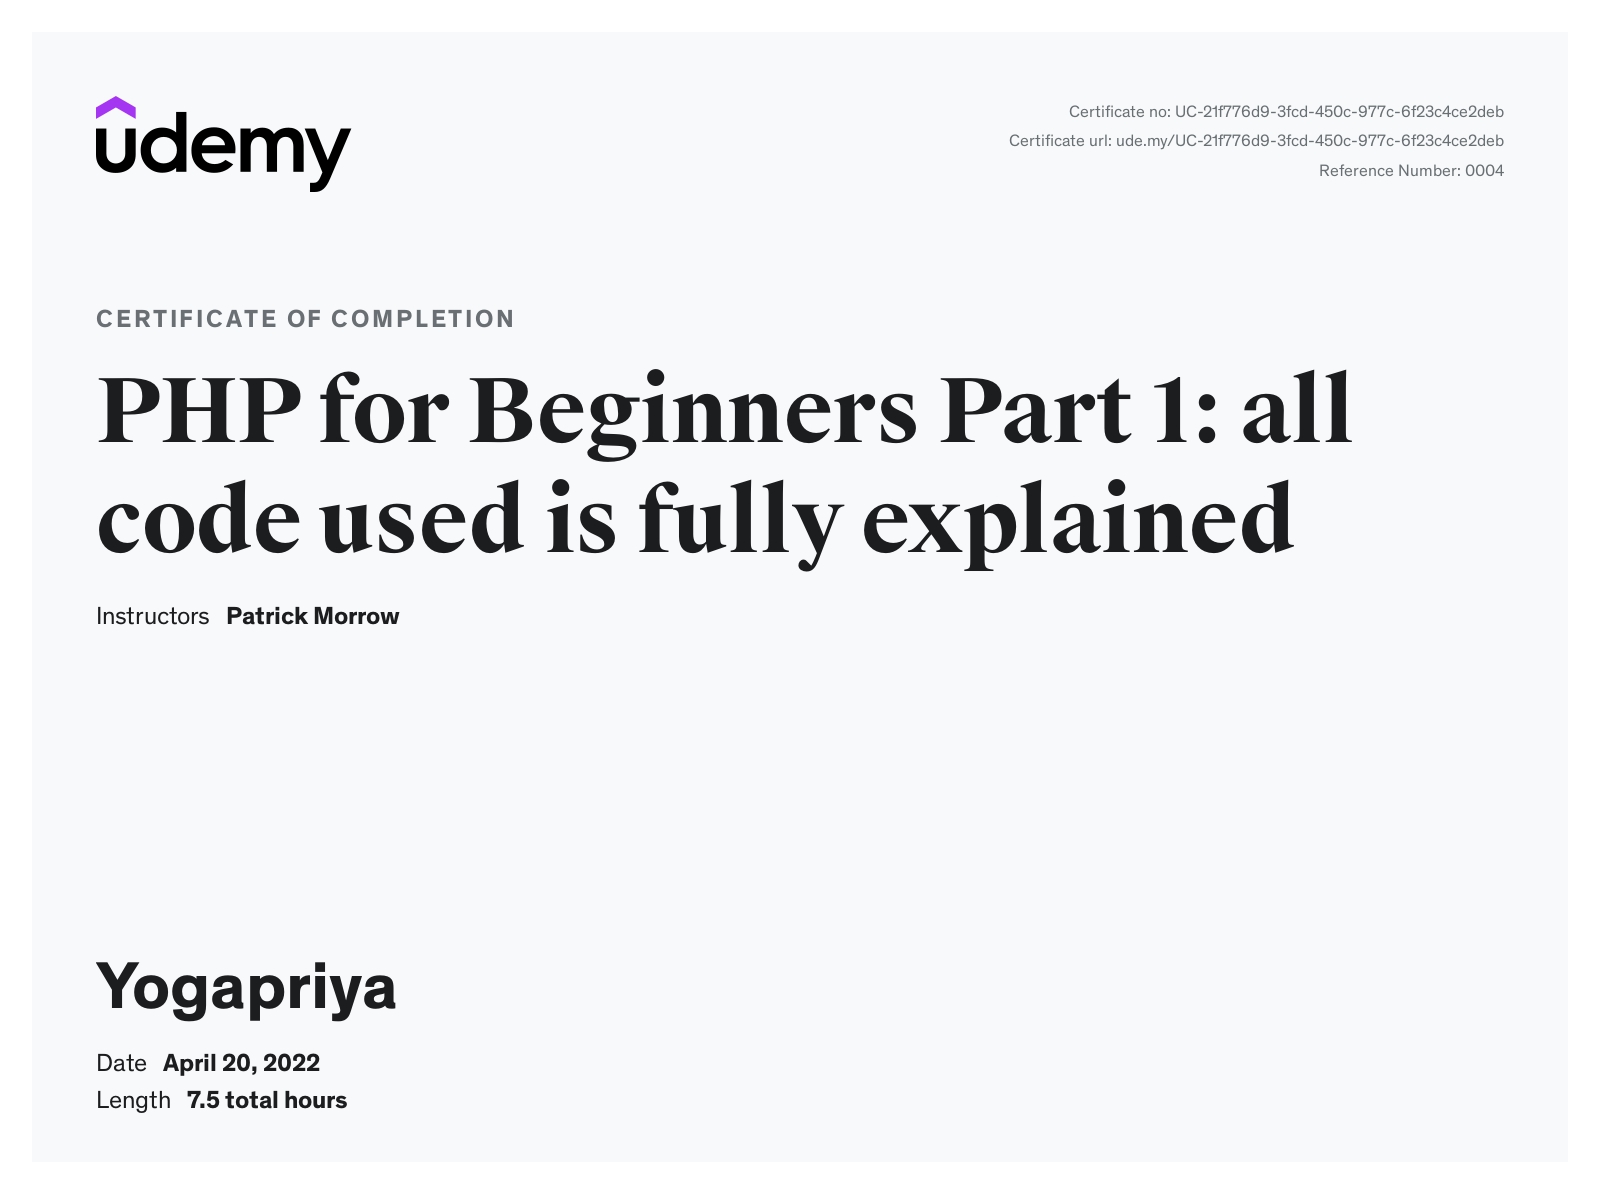 udemy
Certificate no: UC-21f776d9-3fcd-450c-977c-6f23c4ce2deb
Certificate url: ude.my/UC-21f776d9-3fcd-450c-977c-6f23c4ce2deb
Reference Number: 0004
CERTIFICATE OF COMPLETION
PHP for Beginners Part 1: all
code used is fully explained
Instructors Patrick Morrow
Yogapriya
Date April 20, 2022
Length 7.5 total hours